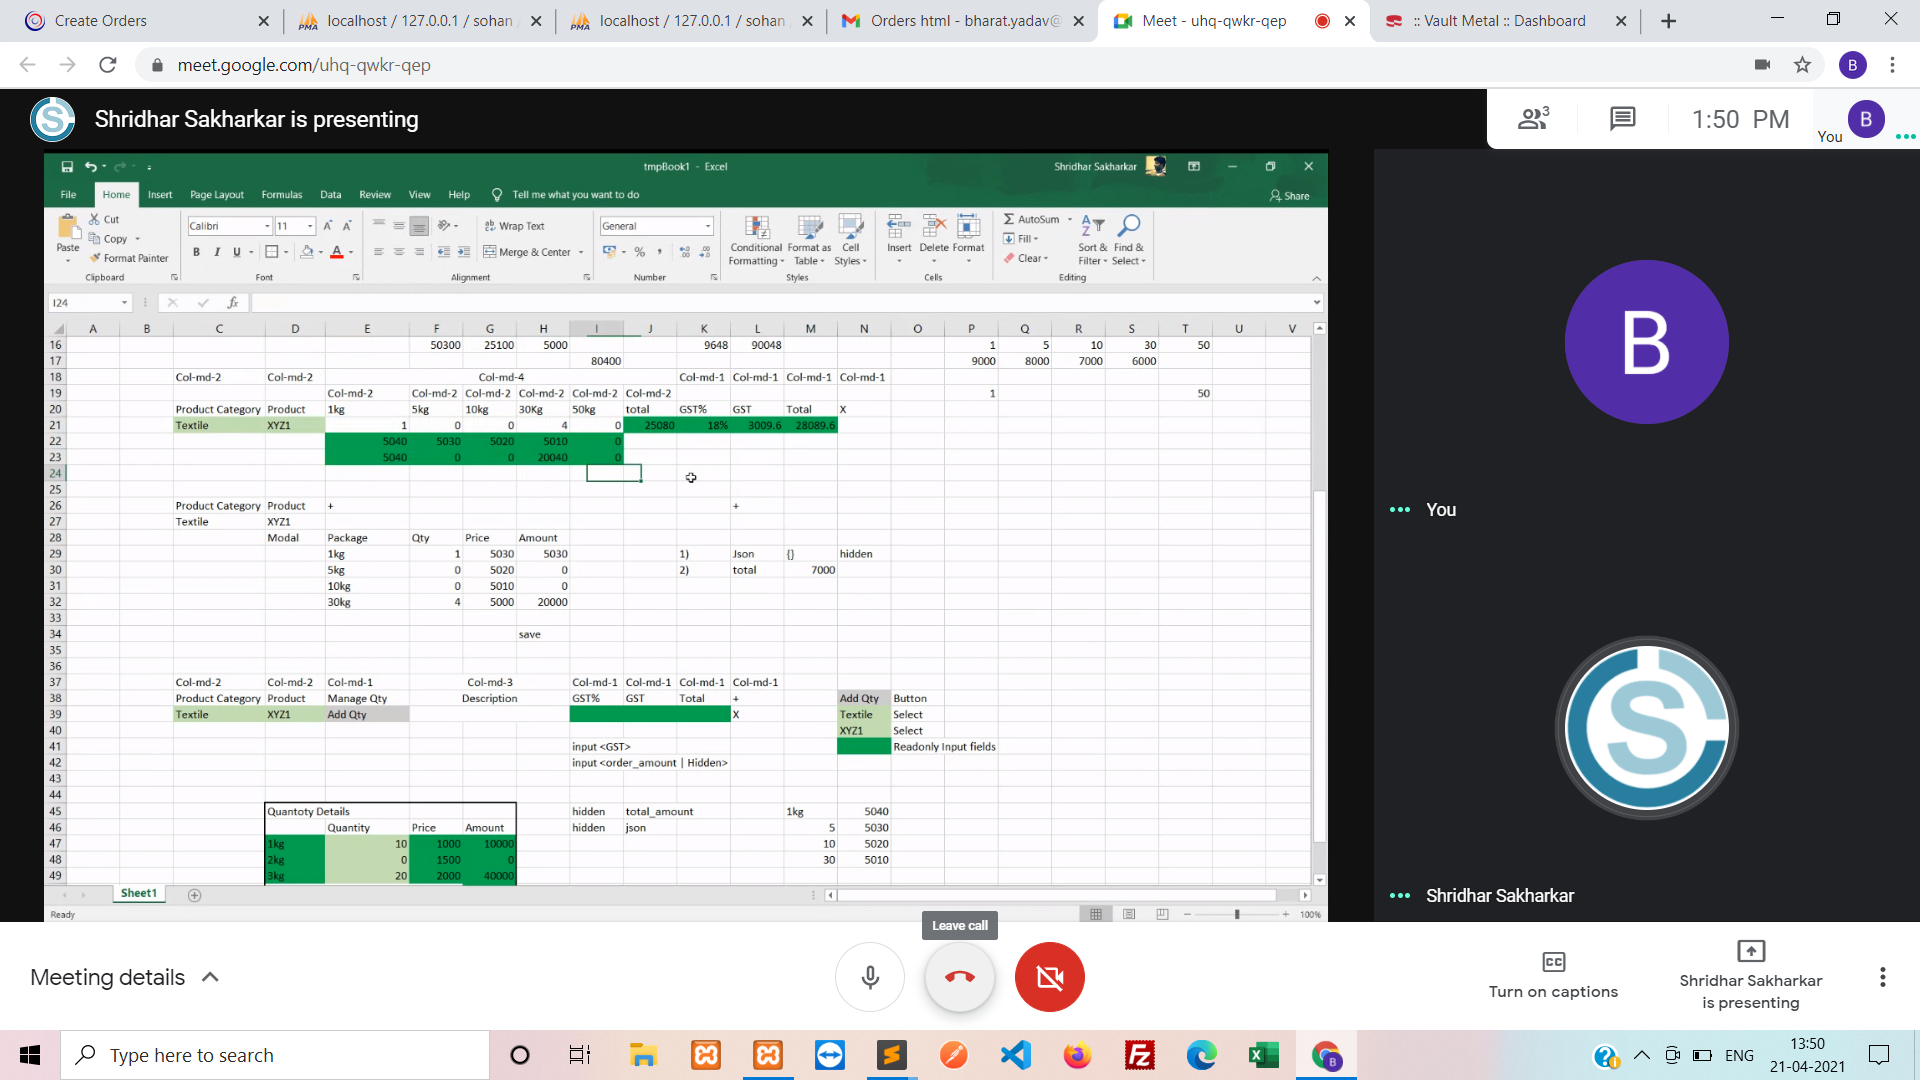 Create Orders
localhost / 127.0.0.1 / sohan
localhost / 127.0.0.1 / sohan
Orders html - bharat.yadav@
Meet - uhq-qwkr-qep
:: Vault Metal :: Dashboard
meet.google.com/uhq-qwkr-qep
B
Shridhar Sakharkar is presenting
3
1:50 PM
You
B
tmpBook1 - Excel
Shridhar Sakharkar
File Home Insert Page Layout Formulas Data Review View Help Tell me what you want to do
Share
Paste
Cut
Copy
Format Painter
Clipboard
Calibri 11
B I U
Font
Wrap Text
Merge & Center
Alignment
General
Number
Conditional Formatting
Format as Table
Cell Styles
Styles
Insert Delete Format
Cells
AutoSum
Fill
Clear
Sort & Filter
Find & Select
Editing
I24
fx
A B C D E F G H I J K L M N O P Q R S T U V
16 50300 25100 5000 9648 90048 1 5 10 30 50
17 80400 9000 8000 7000 6000
18 Col-md-2 Col-md-2 Col-md-4 Col-md-1 Col-md-1 Col-md-1 Col-md-1
19 Col-md-2 Col-md-2 Col-md-2 Col-md-2 Col-md-2 Col-md-2 1 50
20 Product Category Product 1kg 5kg 10kg 30Kg 50kg total GST% GST Total X
21 Textile XYZ1 1 0 0 4 0 25080 18% 3009.6 28089.6
22 5040 5030 5020 5010 0
23 5040 0 0 20040 0
24
25
26 Product Category Product + +
27 Textile XYZ1
28 Modal Package Qty Price Amount
29 1kg 1 5030 5030 1) Json {} hidden
30 5kg 0 5020 0 2) total 7000
31 10kg 0 5010 0
32 30kg 4 5000 20000
33
34 save
35
36
37 Col-md-2 Col-md-2 Col-md-1 Col-md-3 Col-md-1 Col-md-1 Col-md-1 Col-md-1
38 Product Category Product Manage Qty Description GST% GST Total + Add Qty Button
39 Textile XYZ1 Add Qty X Textile Select
40 XYZ1 Select
41 input <GST> Readonly Input fields
42 input <order_amount | Hidden>
43
44
45 Quantoty Details hidden total_amount 1kg 5040
46 Quantity Price Amount hidden json 5 5030
47 1kg 10 1000 10000 10 5020
48 2kg 0 1500 0 30 5010
49 3kg 20 2000 40000
Sheet1
Ready
100%
B
You
Shridhar Sakharkar
Leave call
Meeting details
Turn on captions
Shridhar Sakharkar
is presenting
Type here to search
ENG
13:50
21-04-2021